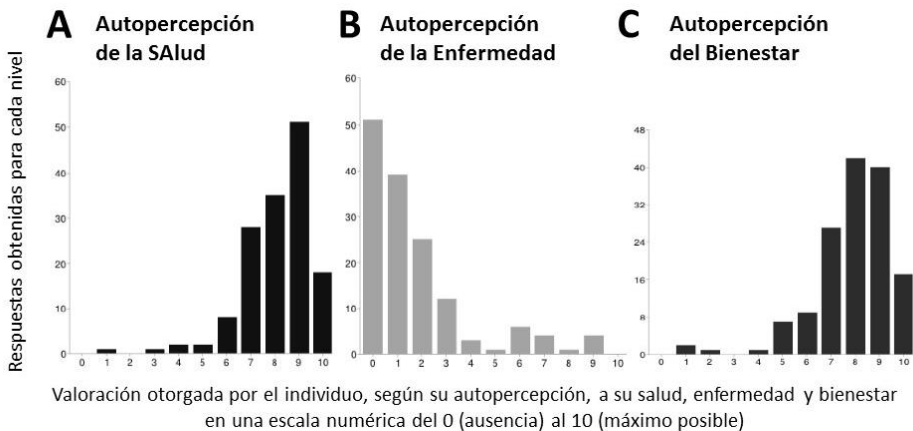 A Autopercepción
de la SAlud
B Autopercepción
de la Enfermedad
C Autopercepción
del Bienestar
Respuestas obtenidas para cada nivel
60
50
40
30
20
10
0
0 1 2 3 4 5 6 7 8 9 10
60
50
40
30
20
10
0
0 1 2 3 4 5 6 7 8 9 10
48
40
32
24
16
8
0
0 1 2 3 4 5 6 7 8 9 10
Valoración otorgada por el individuo, según su autopercepción, a su salud, enfermedad y bienestar
en una escala numérica del 0 (ausencia) al 10 (máximo posible)